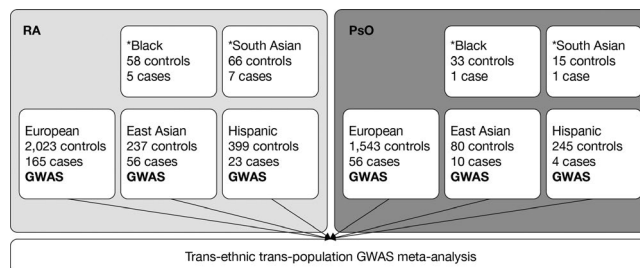 RA
*Black
58 controls
5 cases
*South Asian
66 controls
7 cases
European
2,023 controls
165 cases
GWAS
East Asian
237 controls
56 cases
GWAS
Hispanic
399 controls
23 cases
GWAS
PsO
*Black
33 controls
1 case
*South Asian
15 controls
1 case
European
1,543 controls
56 cases
GWAS
East Asian
80 controls
10 cases
GWAS
Hispanic
245 controls
4 cases
GWAS
Trans-ethnic trans-population GWAS meta-analysis